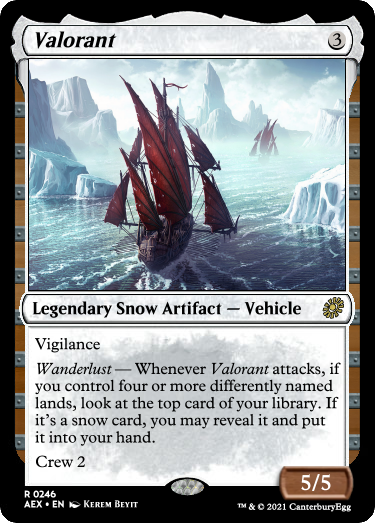 Valorant 3
Legendary Snow Artifact — Vehicle
Vigilance
Wanderlust — Whenever Valorant attacks, if
you control four or more differently named
lands, look at the top card of your library. If
it's a snow card, you may reveal it and put
it into your hand.
Crew 2
5/5
R 0246
AEX • EN Kerem Beyit
™ & © 2021 CanterburyEgg